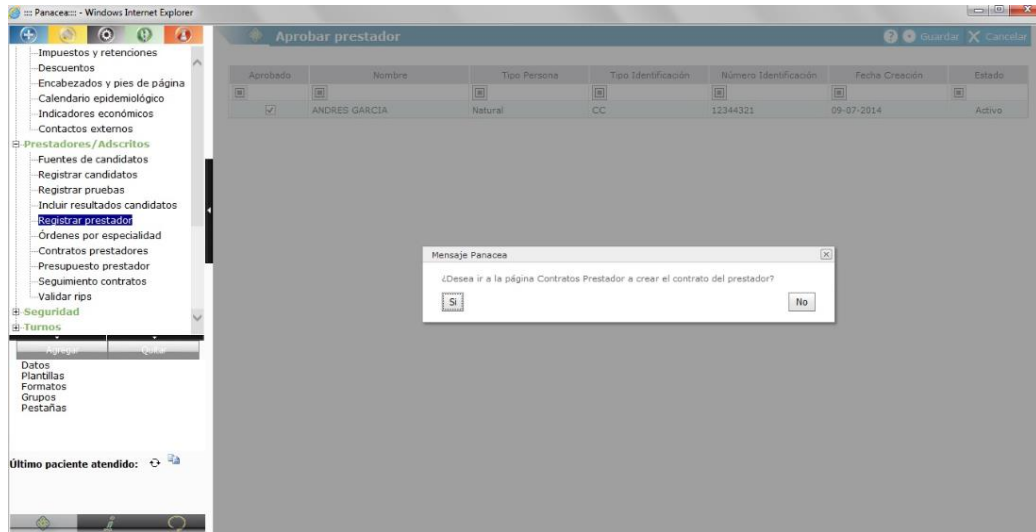 ::: Panacea::: - Windows Internet Explorer
Impuestos y retenciones
Descuentos
Encabezados y pies de página
Calendario epidemiológico
Indicadores económicos
Contactos externos
Prestadores/Adscritos
Fuentes de candidatos
Registrar candidatos
Registrar pruebas
Incluir resultados candidatos
Registrar prestador
Órdenes por especialidad
Contratos prestadores
Presupuesto prestador
Seguimiento contratos
Validar rips
Seguridad
Turnos
Agregar Quitar
Datos
Plantillas
Formatos
Grupos
Pestañas
Último paciente atendido:
Aprobar prestador
Guardar Cancelar
Aprobado Nombre Tipo Persona Tipo Identificación Número Identificación Fecha Creación Estado
ANDRES GARCIA Natural CC 12344321 09-07-2014 Activo
Mensaje Panacea
¿Desea ir a la página Contratos Prestador a crear el contrato del prestador?
Si No